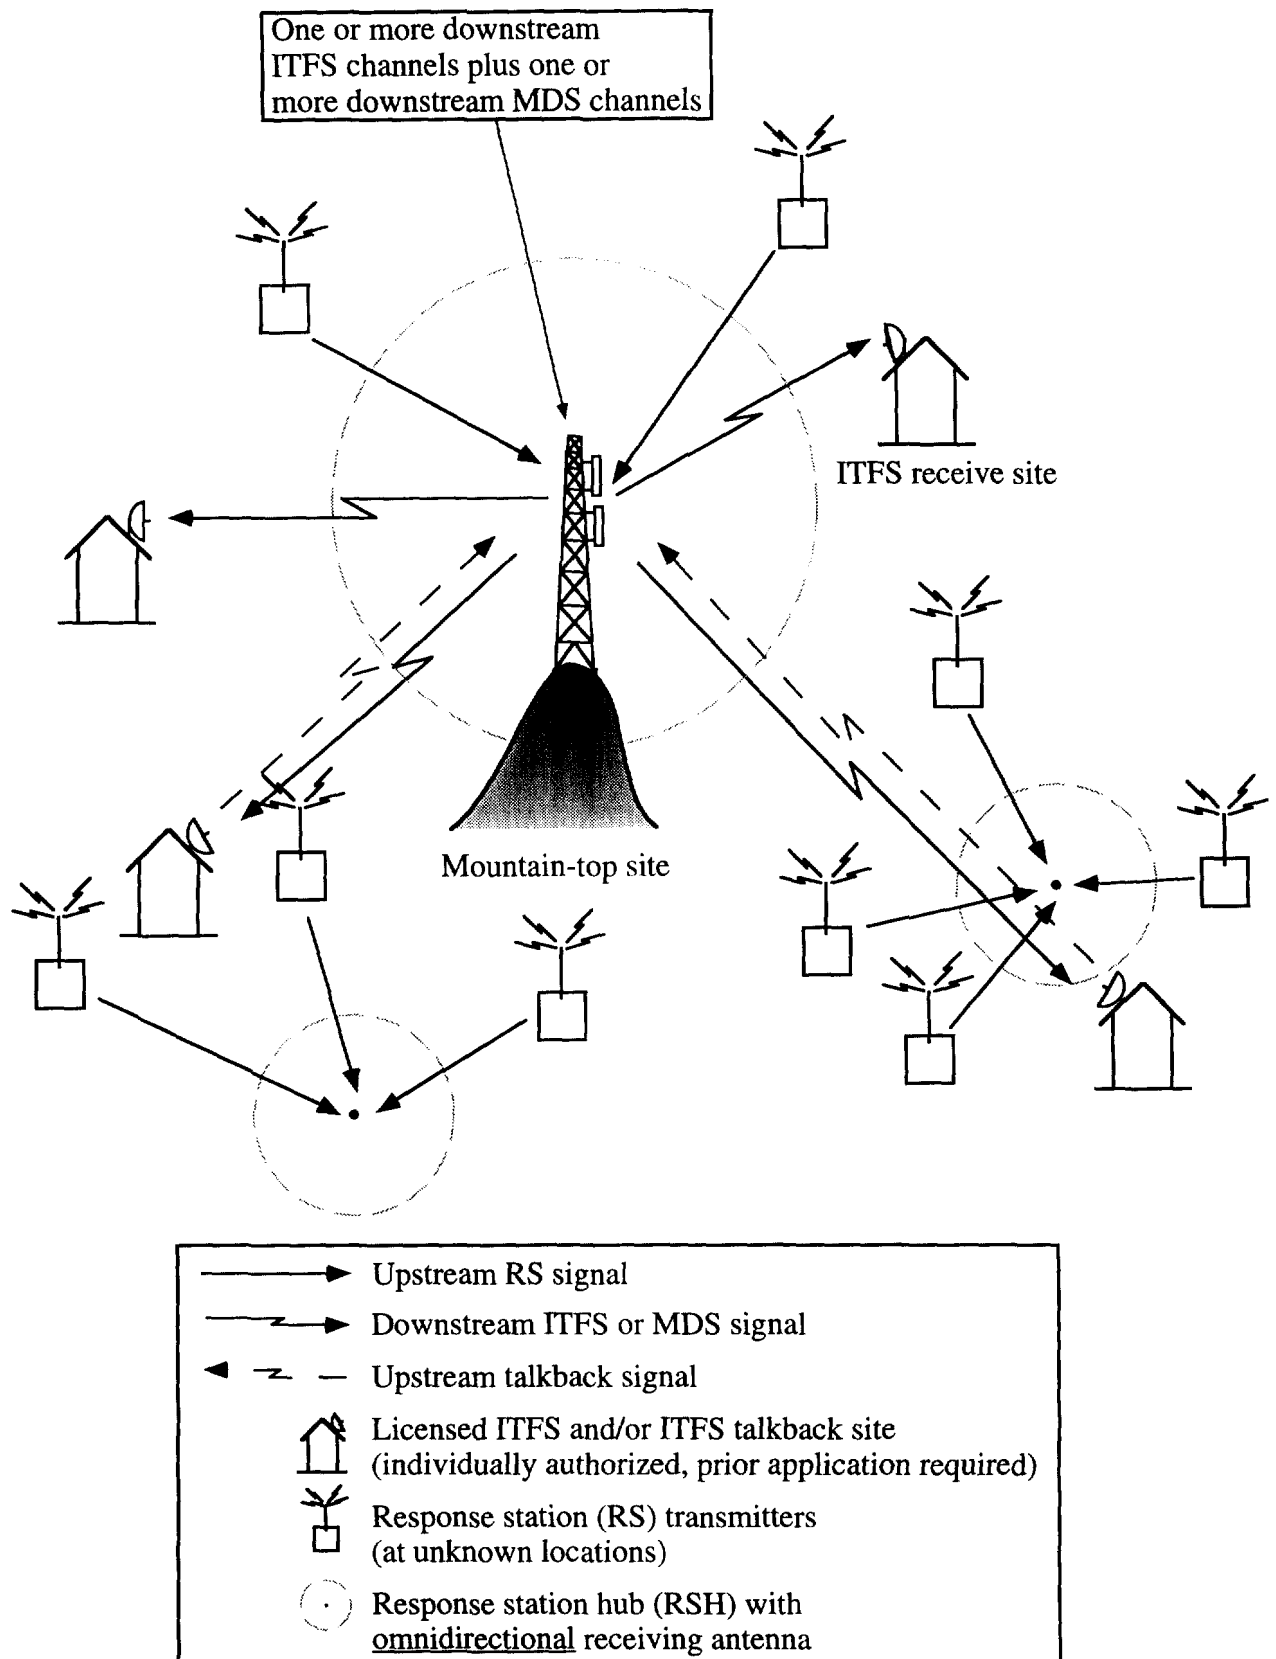 One or more downstream
ITFS channels plus one or
more downstream MDS channels
ITFS receive site
Mountain-top site
Upstream RS signal
Downstream ITFS or MDS signal
Upstream talkback signal
Licensed ITFS and/or ITFS talkback site
(individually authorized, prior application required)
Response station (RS) transmitters
(at unknown locations)
Response station hub (RSH) with
omnidirectional receiving antenna